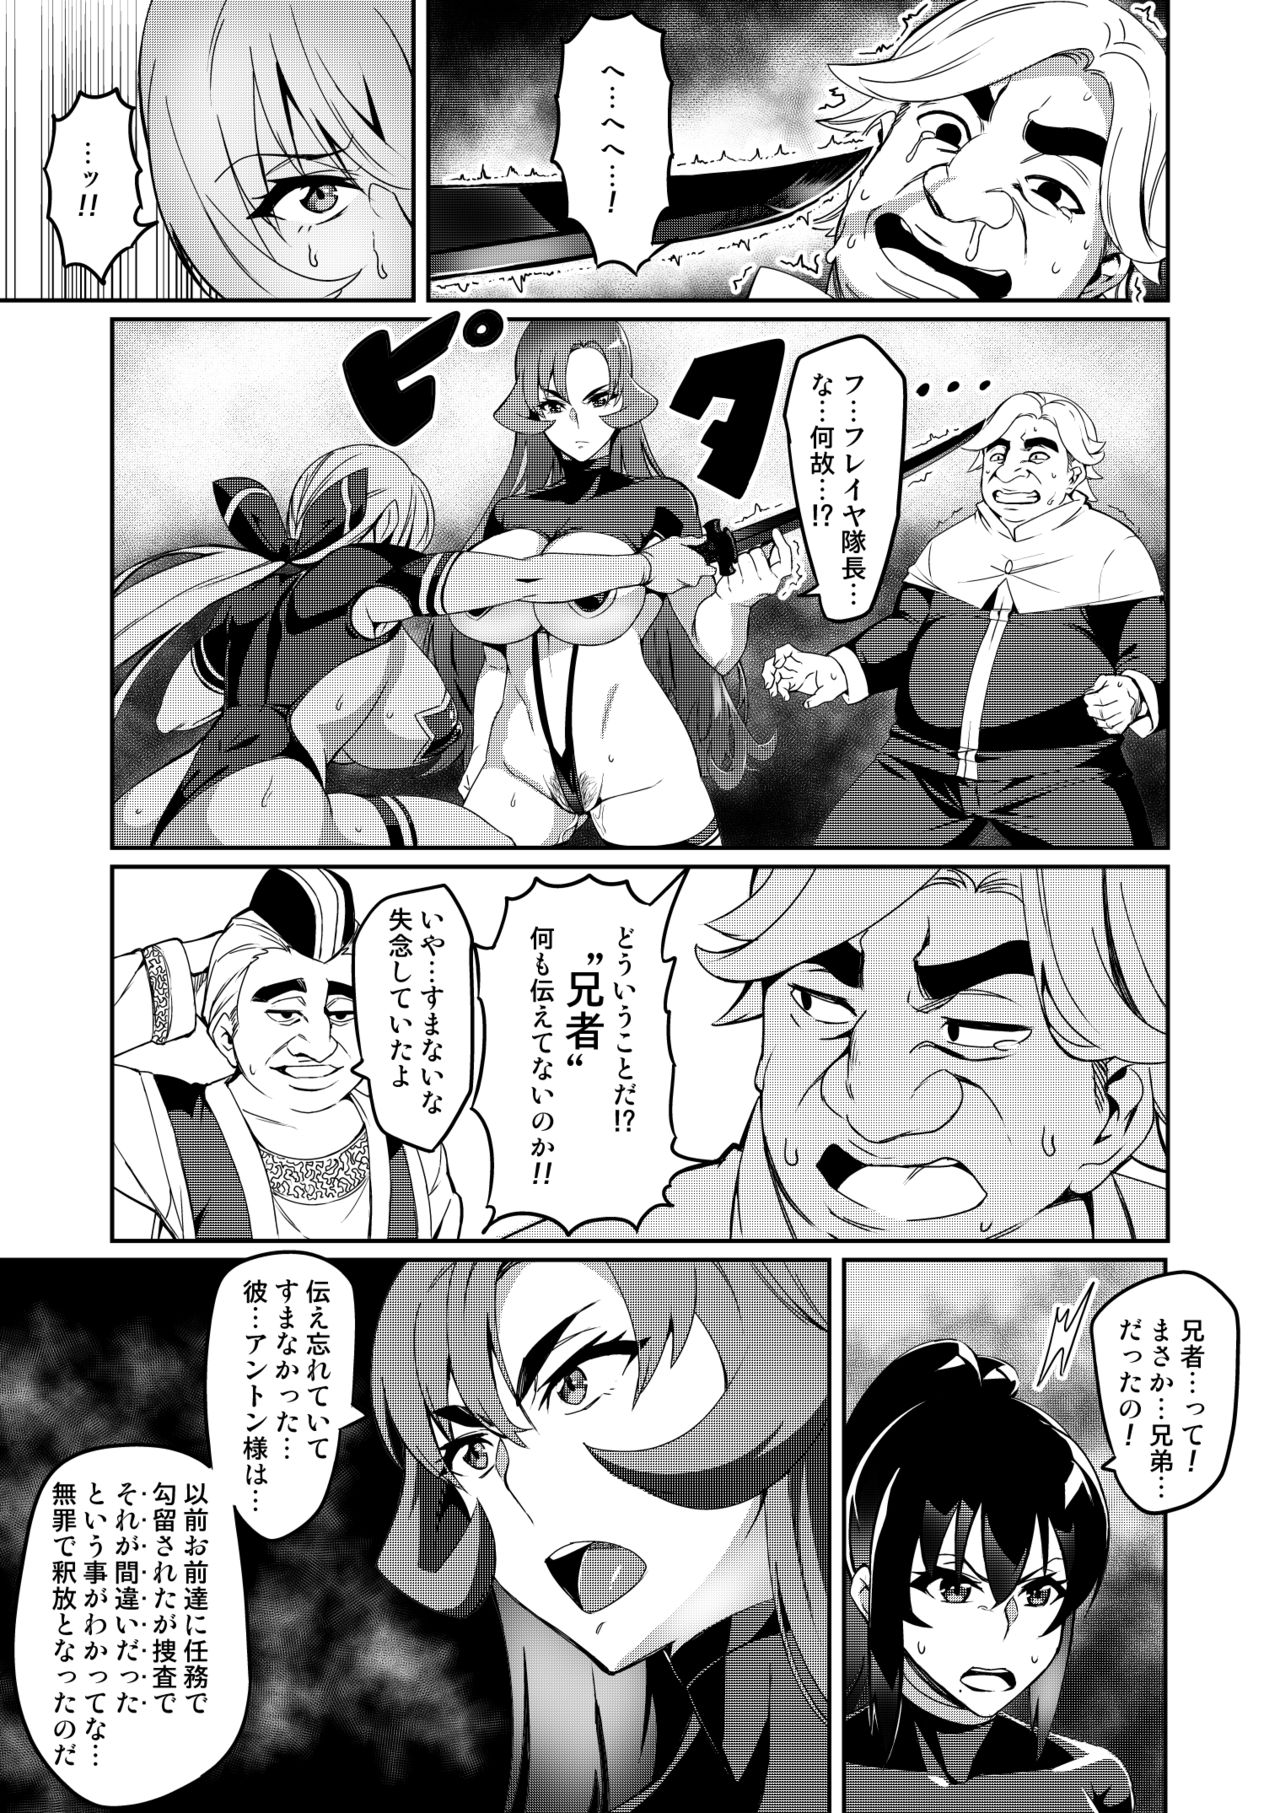 へ…へへ…！
…ッ!!
フ…フレイヤ隊長…
な…何故…!?
ピタ…
どういうことだ!?
”兄者“
何も伝えてないのか!!
いや…すまないな
失念していたよ
兄者…って！
まさか…兄弟…
だったの！
伝え忘れていて
すまなかった…
彼…アントン様は…
以前お前達に任務で
勾留されたが捜査で
それが間違いだった
という事がわかってな…
無罪で釈放となったのだ